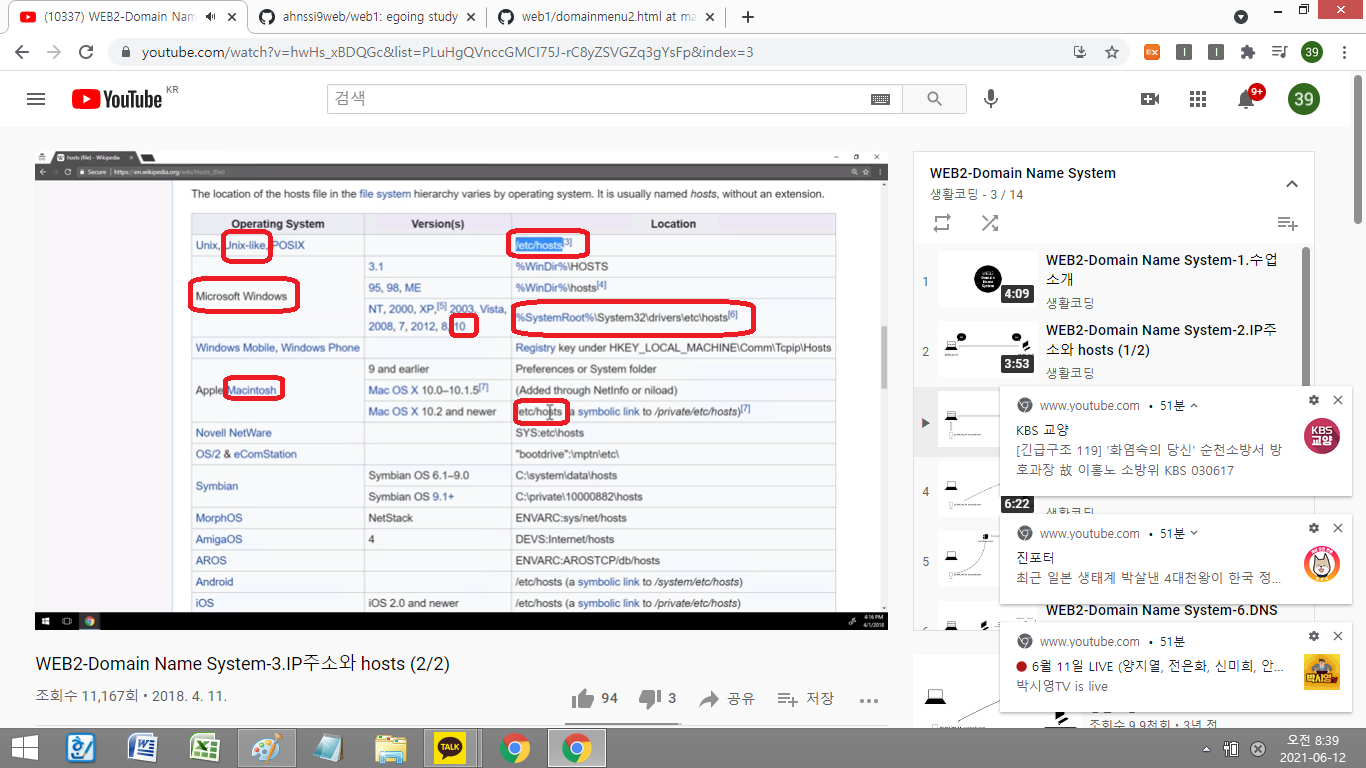 (10337) WEB2-Domain Nam
ahnssi9web/web1: egoing study
web1/domainmenu2.html at ma
youtube.com/watch?v=hwHs_xBDQGc&list=PLuHgQVnccGMCI75J-rC8yZSVGZq3gYsFp&index=3
39
YouTube KR
검색
9+
39
hosts (file) - Wikipedia
Secure | https://en.wikipedia.org/wiki/Hosts_(file)
The location of the hosts file in the file system hierarchy varies by operating system. It is usually named hosts, without an extension.
Operating System Version(s) Location
Unix, Unix-like, POSIX /etc/hosts[3]
Microsoft Windows
3.1 %WinDir%\HOSTS
95, 98, ME %WinDir%\hosts[4]
NT, 2000, XP,[5] 2003, Vista,
2008, 7, 2012, 8, 10
%SystemRoot%\System32\drivers\etc\hosts[6]
Windows Mobile, Windows Phone Registry key under HKEY_LOCAL_MACHINE\Comm\Tcpip\Hosts
Apple Macintosh
9 and earlier Preferences or System folder
Mac OS X 10.0–10.1.5[7] (Added through NetInfo or niload)
Mac OS X 10.2 and newer /etc/hosts (a symbolic link to /private/etc/hosts)[7]
Novell NetWare SYS:etc\hosts
OS/2 & eComStation "bootdrive":\mptn\etc\
Symbian
Symbian OS 6.1–9.0 C:\system\data\hosts
Symbian OS 9.1+ C:\private\10000882\hosts
MorphOS NetStack ENVARC:sys/net/hosts
AmigaOS 4 DEVS:Internet/hosts
AROS ENVARC:AROSTCP/db/hosts
Android /etc/hosts (a symbolic link to /system/etc/hosts)
iOS iOS 2.0 and newer /etc/hosts (a symbolic link to /private/etc/hosts)
4:16 PM
4/1/2018
WEB2-Domain Name System-3.IP주소와 hosts (2/2)
조회수 11,167회 • 2018. 4. 11.
94
3
공유
저장
WEB2-Domain Name System
생활코딩 - 3 / 14
1
4:09
WEB2-Domain Name System-1.수업
소개
생활코딩
2
3:53
WEB2-Domain Name System-2.IP주
소와 hosts (1/2)
생활코딩
4
6:22
생활코딩
5
WEB2-Domain Name System-6.DNS
www.youtube.com • 51분
KBS 교양
[긴급구조 119] '화염속의 당신' 순천소방서 방
호과장 故 이홍노 소방위 KBS 030617
KBS
교양
www.youtube.com • 51분
진포터
최근 일본 생태계 박살낸 4대천왕이 한국 정...
www.youtube.com • 51분
6월 11일 LIVE (양지열, 전은화, 신미희, 안...
박시영TV is live
박시영
조회수 9.9천회 • 3년 전
TALK
오전 8:39
2021-06-12